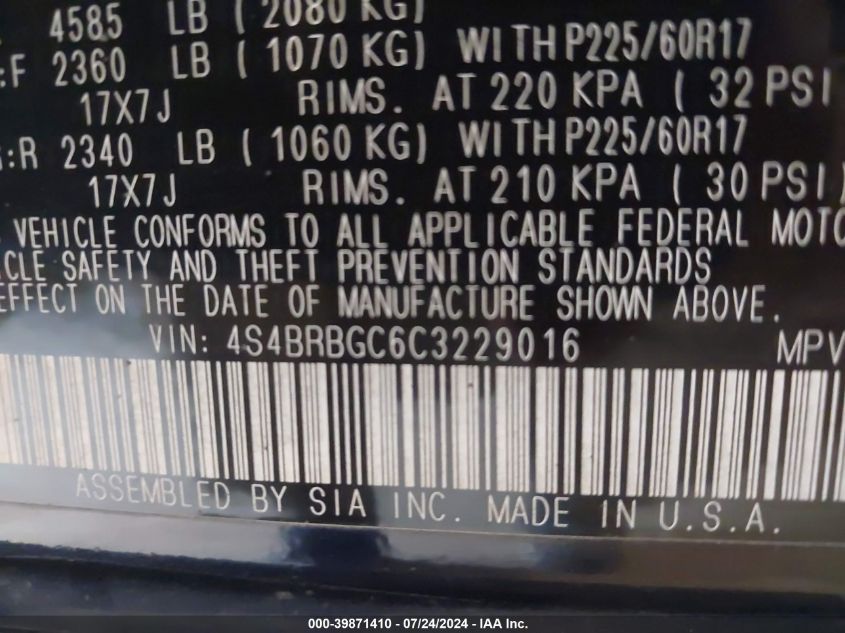 4585 LB ( 2080 KG)
:F 2360 LB ( 1070 KG) WITH P225/60R17
17X7J RIMS. AT 220 KPA ( 32 PSI
:R 2340 LB ( 1060 KG) WITH P225/60R17
17X7J RIMS. AT 210 KPA ( 30 PSI)
VEHICLE CONFORMS TO ALL APPLICABLE FEDERAL MOTO
CLE SAFETY AND THEFT PREVENTION STANDARDS
EFFECT ON THE DATE OF MANUFACTURE SHOWN ABOVE.
VIN: 4S4BRBGC6C3229016 MPV
ASSEMBLED BY SIA INC. MADE IN U.S.A.
000-39871410 / 07/24/2024 - IAA Inc.